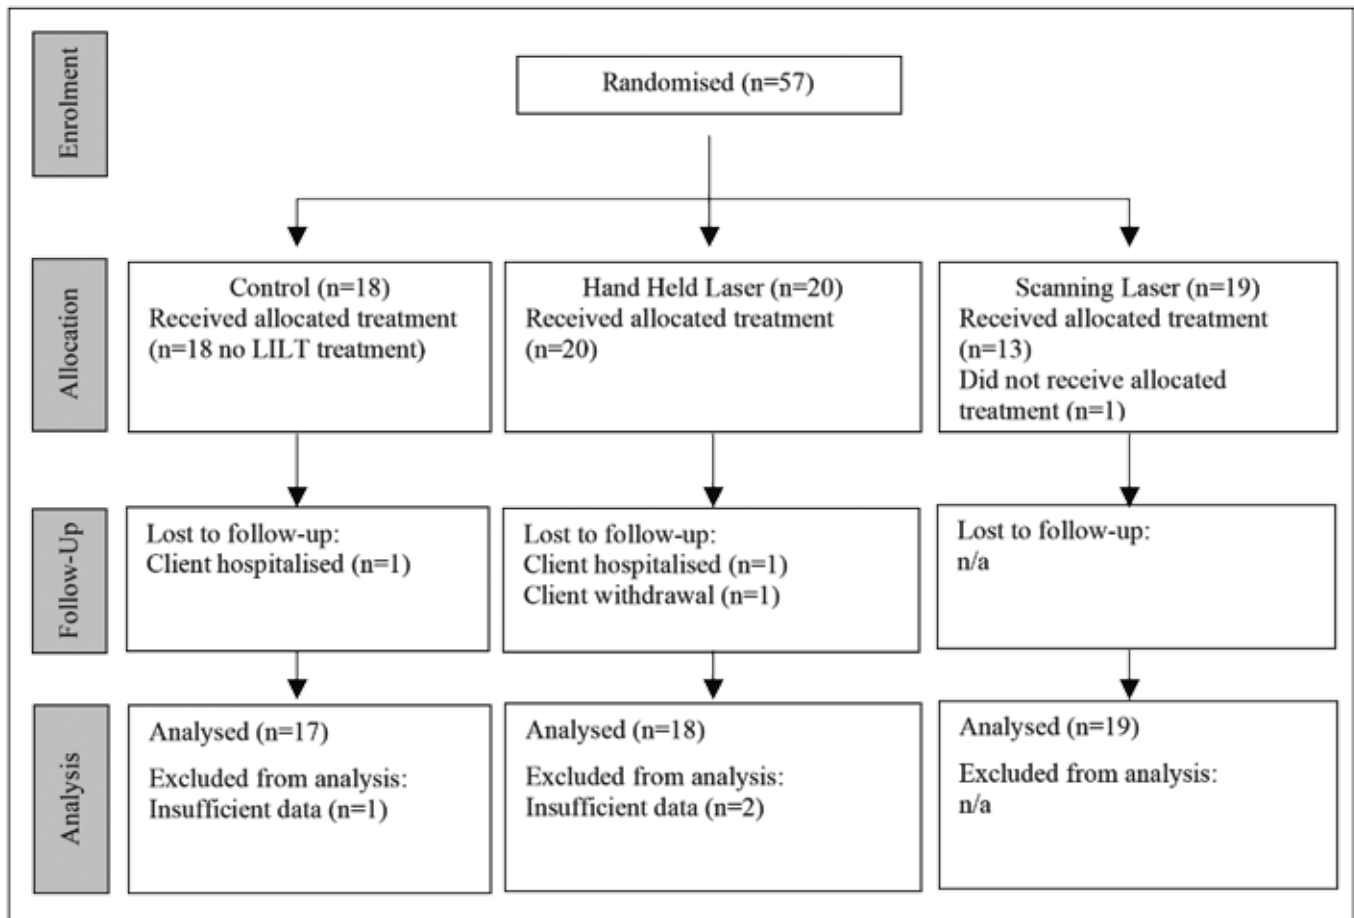 Enrolment
Randomised (n=57)
Allocation
Control (n=18)
Received allocated treatment
(n=18 no LILT treatment)
Hand Held Laser (n=20)
Received allocated treatment
(n=20)
Scanning Laser (n=19)
Received allocated treatment
(n=13)
Did not receive allocated
treatment (n=1)
Follow-Up
Lost to follow-up:
Client hospitalised (n=1)
Lost to follow-up:
Client hospitalised (n=1)
Client withdrawal (n=1)
Lost to follow-up:
n/a
Analysis
Analysed (n=17)
Excluded from analysis:
Insufficient data (n=1)
Analysed (n=18)
Excluded from analysis:
Insufficient data (n=2)
Analysed (n=19)
Excluded from analysis:
n/a